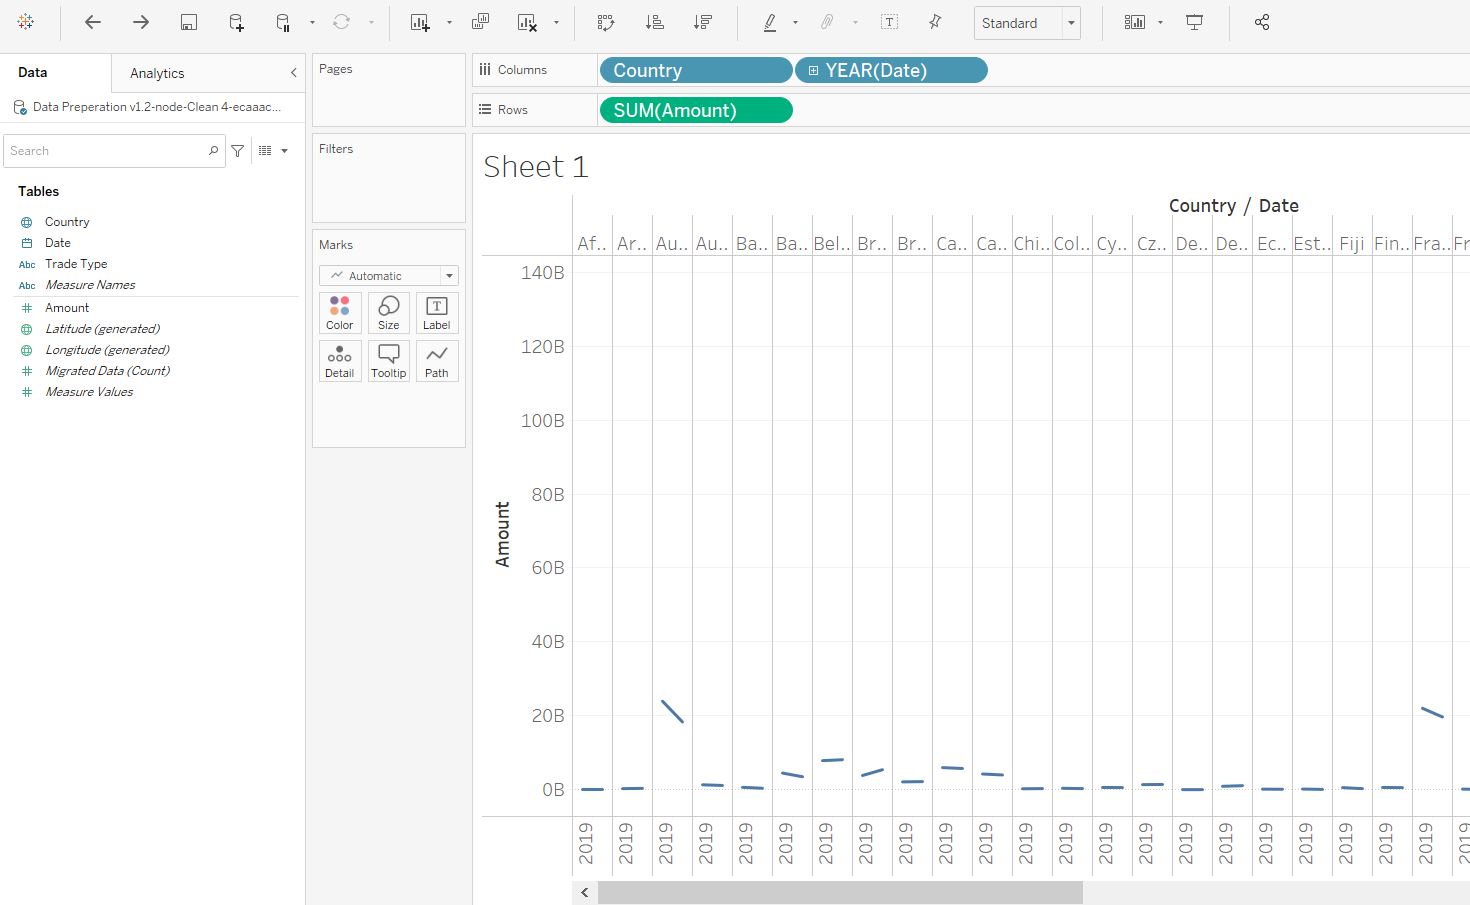 Standard
Data
Analytics
Data Preperation v1.2-node-Clean 4-ecaaac...
Search
Tables
Country
Date
Abc Trade Type
Abc Measure Names
Amount
Latitude (generated)
Longitude (generated)
Migrated Data (Count)
Measure Values
Pages
Filters
Marks
Automatic
Color Size Label
Detail Tooltip Path
Columns Country YEAR(Date)
Rows SUM(Amount)
Sheet 1
Country / Date
Af.. Ar.. Au.. Au.. Ba.. Ba.. Bel.. Br.. Br.. Ca.. Ca.. Chi.. Col.. Cy.. Cz.. De.. De.. Ec.. Est.. Fiji Fin.. Fra.. Fr
140B
120B
100B
80B
60B
40B
20B
0B
Amount
2019 2019 2019 2019 2019 2019 2019 2019 2019 2019 2019 2019 2019 2019 2019 2019 2019 2019 2019 2019 2019 2019 2019